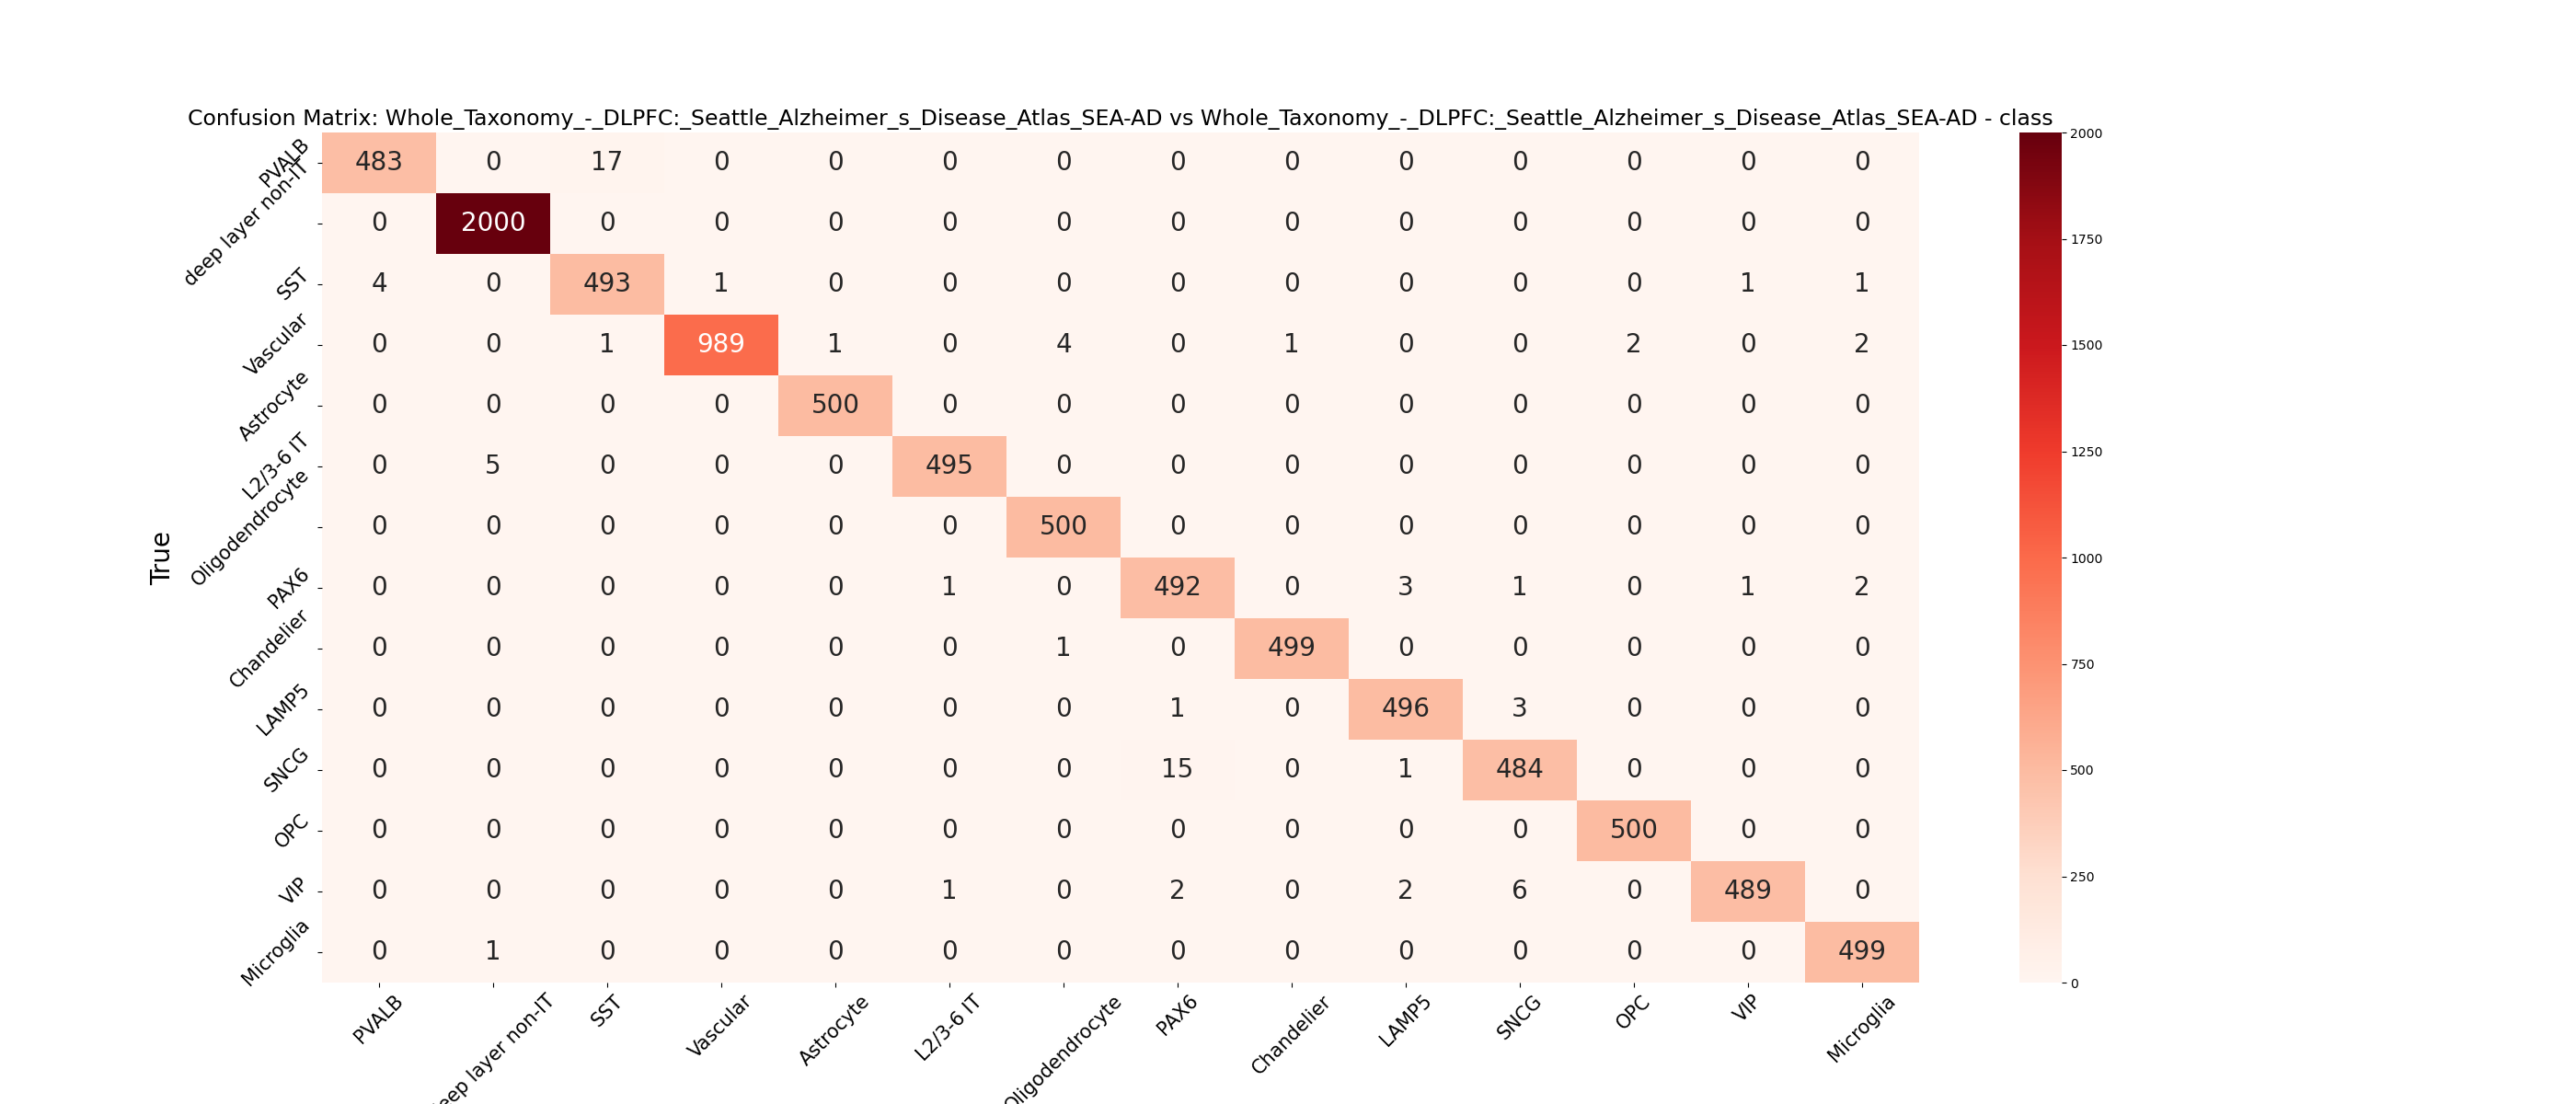 Confusion Matrix: Whole_Taxonomy_-_DLPFC:_Seattle_Alzheimer_s_Disease_Atlas_SEA-AD vs Whole_Taxonomy_-_DLPFC:_Seattle_Alzheimer_s_Disease_Atlas_SEA-AD - class
PVALB 483 0 17 0 0 0 0 0 0 0 0 0 0 0
deep layer non-IT 0 2000 0 0 0 0 0 0 0 0 0 0 0 0
SST 4 0 493 1 0 0 0 0 0 0 0 0 1 1
Vascular 0 0 1 989 1 0 4 0 1 0 0 2 0 2
Astrocyte 0 0 0 0 500 0 0 0 0 0 0 0 0 0
L2/3-6 IT 0 5 0 0 0 495 0 0 0 0 0 0 0 0
Oligodendrocyte 0 0 0 0 0 0 500 0 0 0 0 0 0 0
PAX6 0 0 0 0 0 1 0 492 0 3 1 0 1 2
Chandelier 0 0 0 0 0 0 1 0 499 0 0 0 0 0
LAMP5 0 0 0 0 0 0 0 1 0 496 3 0 0 0
SNCG 0 0 0 0 0 0 0 15 0 1 484 0 0 0
OPC 0 0 0 0 0 0 0 0 0 0 0 500 0 0
VIP 0 0 0 0 0 1 0 2 0 2 6 0 489 0
Microglia 0 1 0 0 0 0 0 0 0 0 0 0 0 499
True
PVALB
layer non-IT
SST
Vascular
Astrocyte
L2/3-6 IT
Oligodendrocyte
PAX6
Chandelier
LAMP5
SNCG
OPC
VIP
Microglia
2000
1750
1500
1250
1000
750
500
250
0